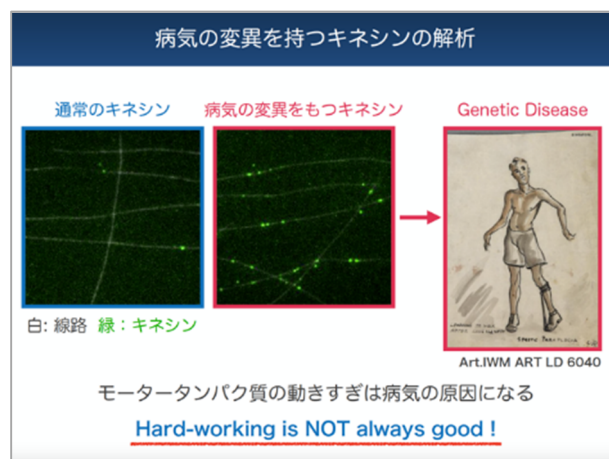 病気の変異を持つキネシンの解析
通常のキネシン
病気の変異をもつキネシン
Genetic Disease
白: 線路 緑：キネシン
Art.IWM ART LD 6040
モータータンパク質の動きすぎは病気の原因になる
Hard-working is NOT always good !